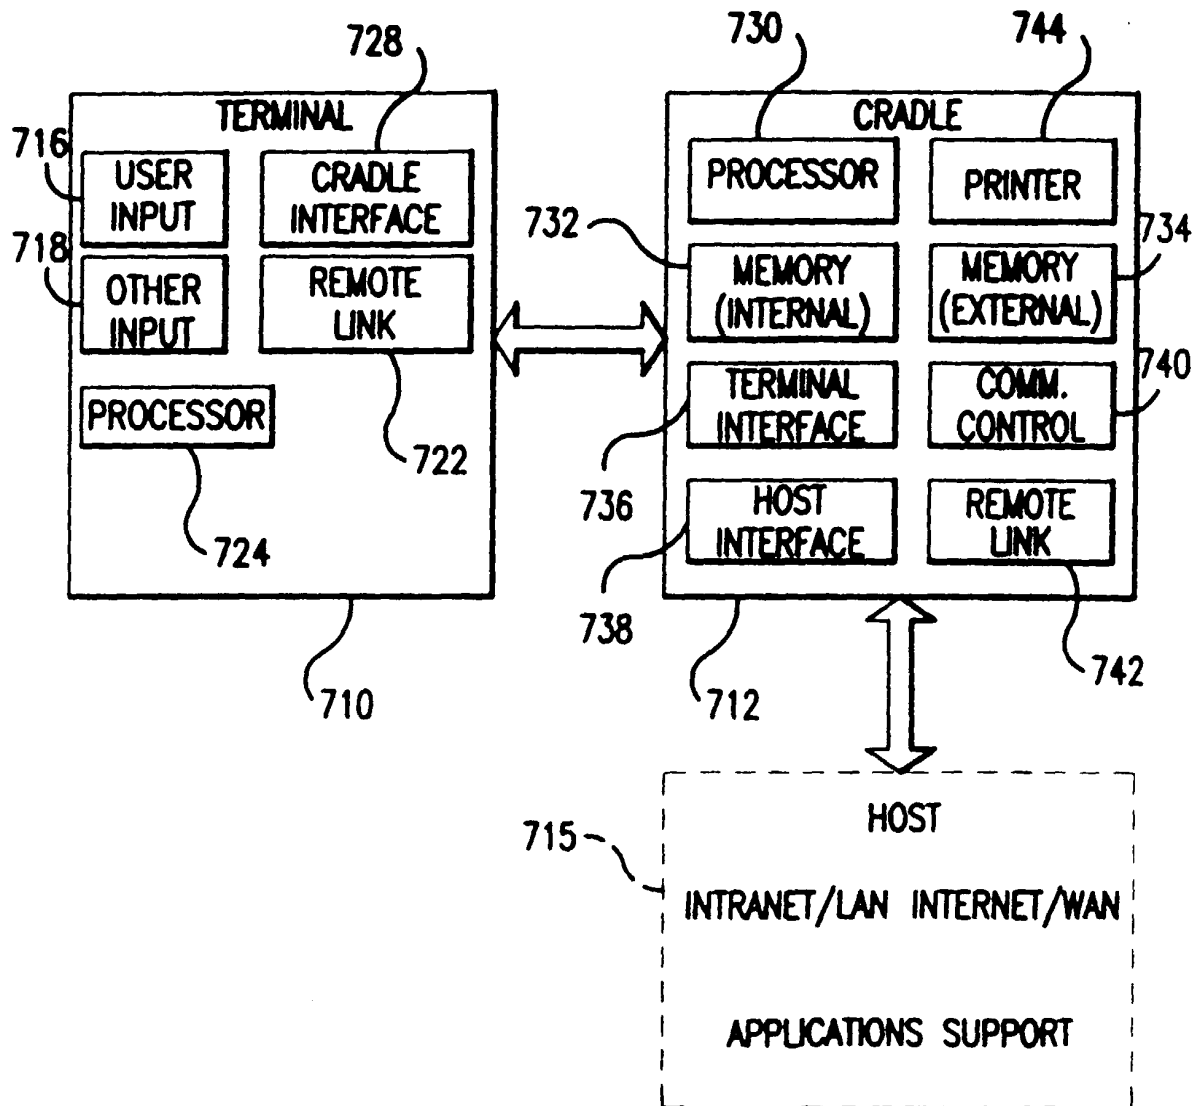 728
730
744
TERMINAL
CRADLE
716
USER
INPUT
CRADLE
INTERFACE
PROCESSOR
PRINTER
718
732
734
OTHER
INPUT
REMOTE
LINK
MEMORY
(INTERNAL)
MEMORY
(EXTERNAL)
740
PROCESSOR
TERMINAL
INTERFACE
COMM.
CONTROL
722
736
724
HOST
INTERFACE
REMOTE
LINK
738
742
710
712
HOST
715
INTRANET/LAN INTERNET/WAN
APPLICATIONS SUPPORT